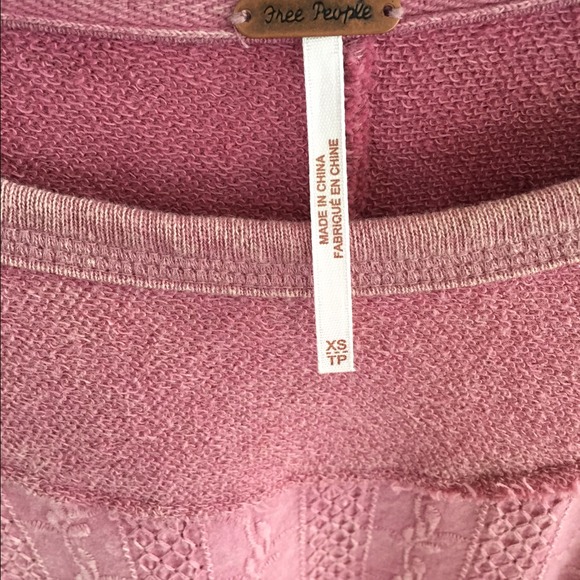 Free People
MADE IN CHINA
FABRIQUÉ EN CHINE
XS
TP